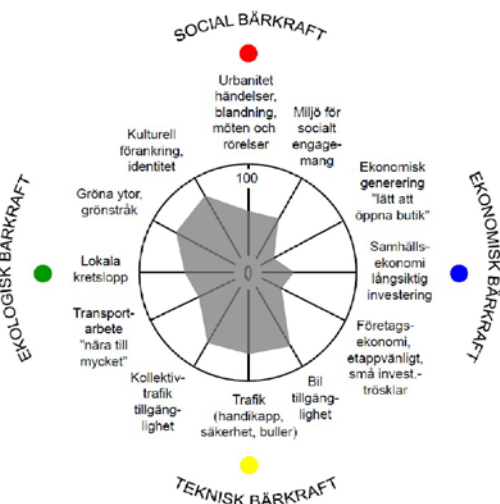 SOCIAL BÄRKRAFT
Urbanitet
händelser,
blandning,
möten och
rörelser
Miljö för
socialt
engage-
mang
Ekonomisk
generering
"lätt att
öppna butik"
EKONOMISK BÄRKRAFT
Samhälls-
ekonomi
långsiktig
investering
Företags-
ekonomi,
etappvänligt,
små invest.-
trösklar
Bil
tillgäng-
lighet
Trafik
(handikapp,
säkerhet, buller)
TEKNISK BÄRKRAFT
Kollektiv-
trafik
tillgäng-
lighet
Transport-
arbete
"nära till
mycket"
Lokala
kretslopp
EKOLOGISK BÄRKRAFT
Gröna ytor,
grönstråk
Kulturell
förankring,
identitet
100
0